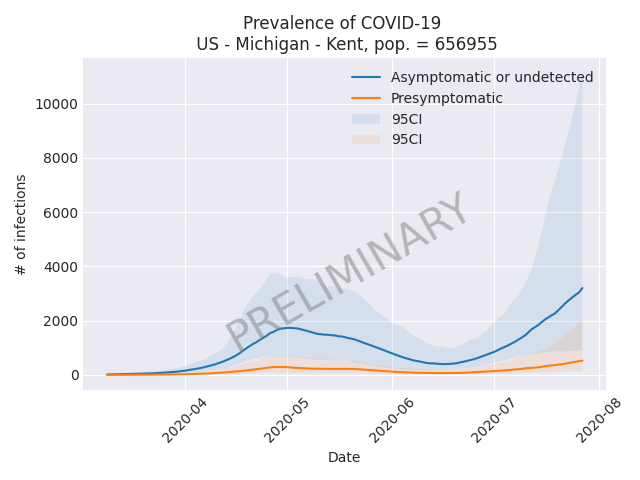 Prevalence of COVID-19
US - Michigan - Kent, pop. = 656955
Asymptomatic or undetected
Presymptomatic
95CI
95CI
10000
8000
6000
4000
2000
0
# of infections
PRELIMINARY
2020-04
2020-05
2020-06
2020-07
2020-08
Date